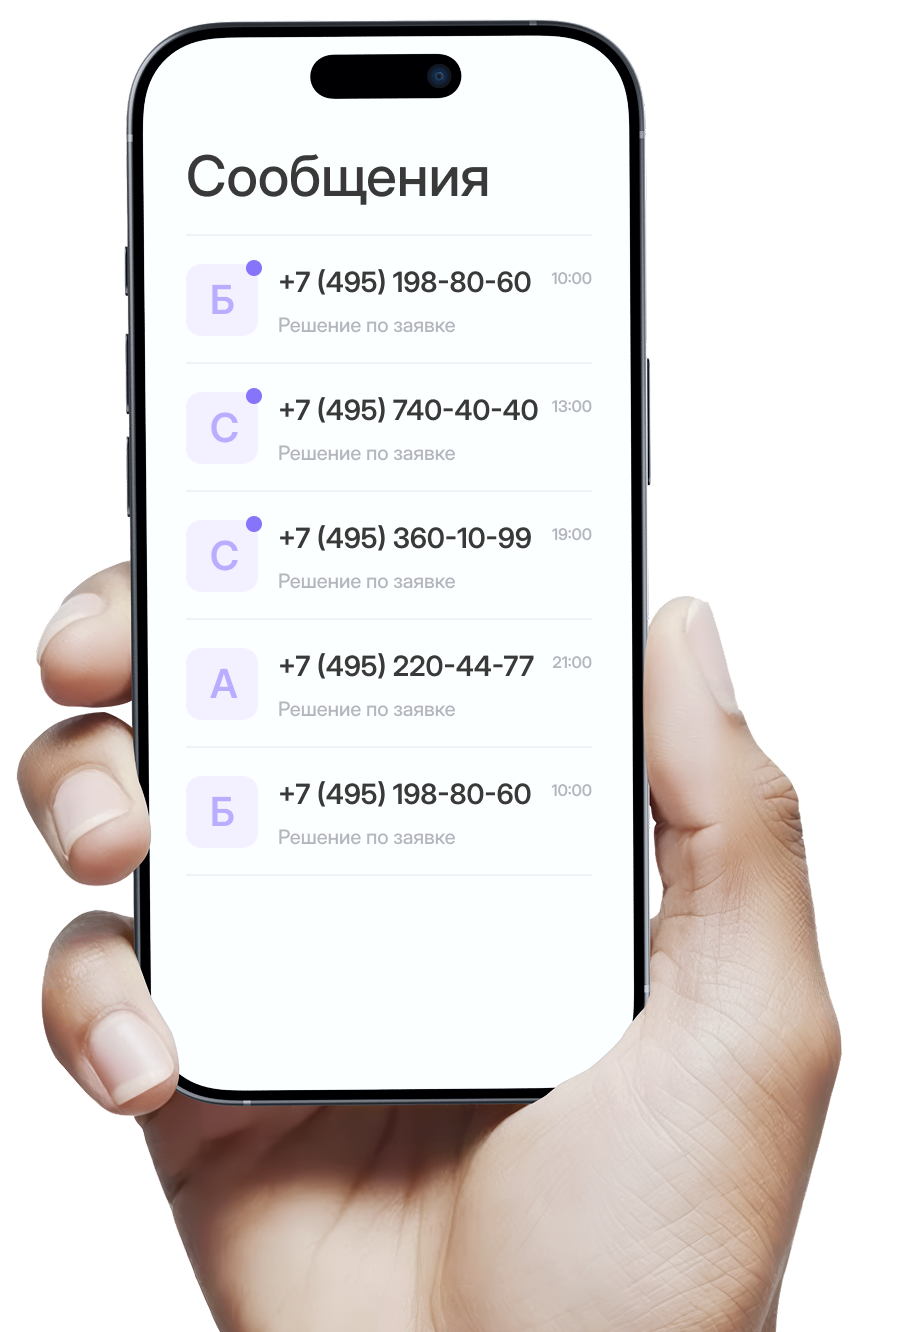 Сообщения
Б
+7 (495) 198-80-60 10:00
Решение по заявке
С
+7 (495) 740-40-40 13:00
Решение по заявке
С
+7 (495) 360-10-99 19:00
Решение по заявке
А
+7 (495) 220-44-77 21:00
Решение по заявке
Б
+7 (495) 198-80-60 10:00
Решение по заявке